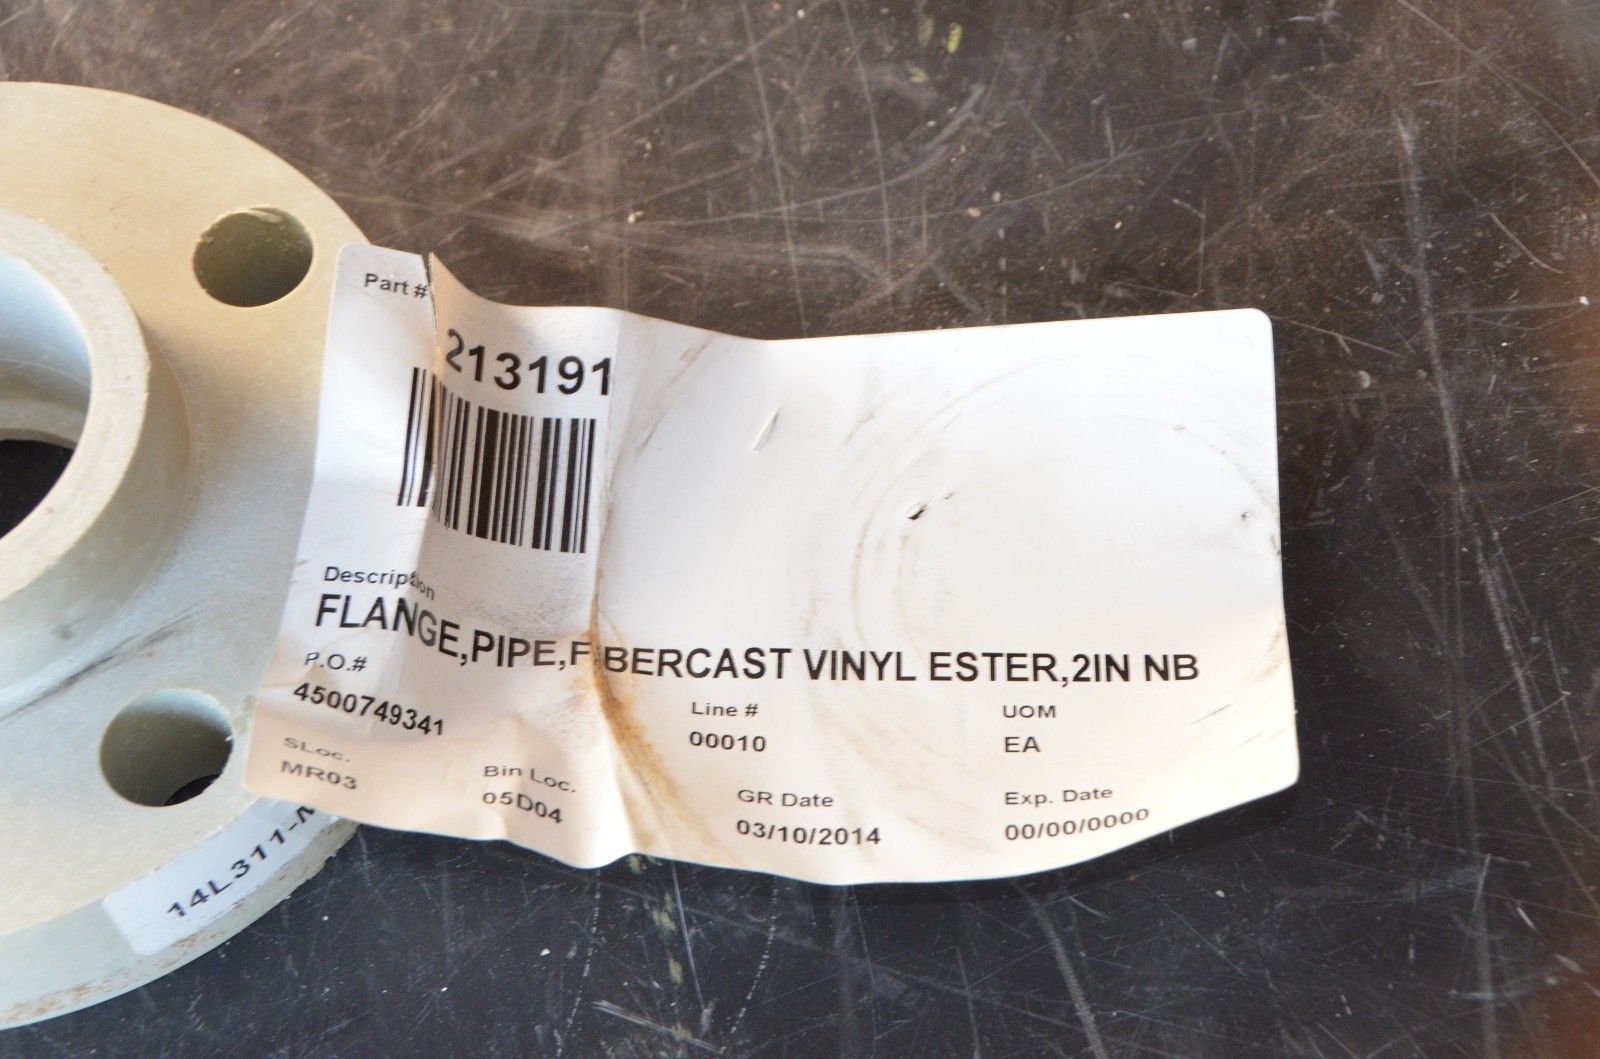 Part #
213191
Description
FLANGE,PIPE,FIBERCAST VINYL ESTER,2IN NB
P.O.# Line # UOM
4500749341 00010 EA
SLoc. Bin Loc. GR Date Exp. Date
MR03 05D04 03/10/2014 00/00/0000
14L311-